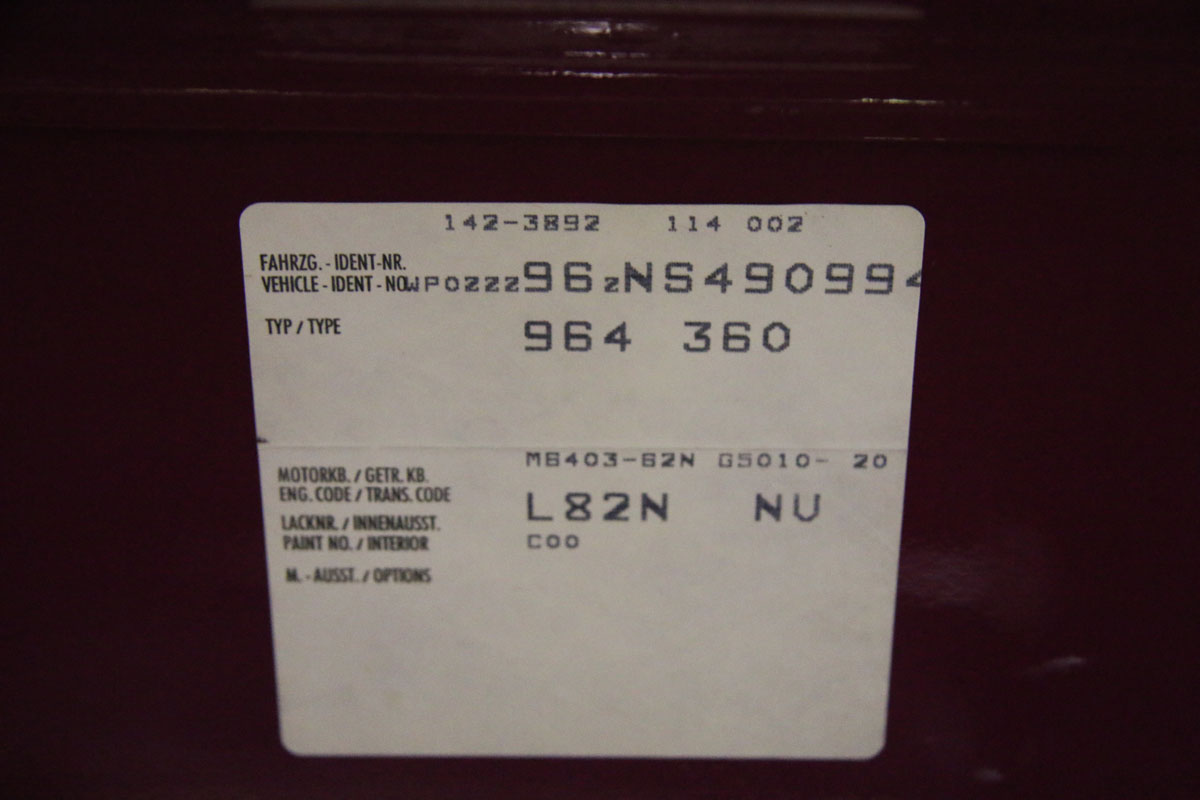 142-3892 114 002
FAHRZG. - IDENT-NR.
VEHICLE - IDENT - NO. WP0ZZZ96ZNS490994
TYP / TYPE 964 360
M6403-62N G5010- 20
MOTORKB. / GETR. KB.
ENG. CODE / TRANS. CODE
L82N NU
LACKNR. / INNENAUSST.
PAINT NO. / INTERIOR C00
M. - AUSST. / OPTIONS